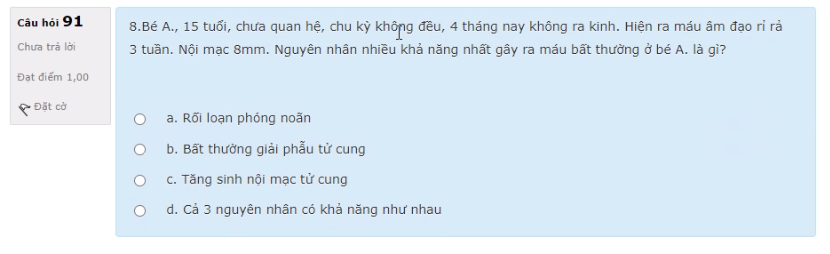 Câu hỏi 91
Chưa trả lời
Đạt điểm 1,00
Đặt cờ
8.Bé A., 15 tuổi, chưa quan hệ, chu kỳ không đều, 4 tháng nay không ra kinh. Hiện ra máu âm đạo rỉ rả
3 tuần. Nội mạc 8mm. Nguyên nhân nhiều khả năng nhất gây ra máu bất thường ở bé A. là gì?
a. Rối loạn phóng noãn
b. Bất thường giải phẫu tử cung
c. Tăng sinh nội mạc tử cung
d. Cả 3 nguyên nhân có khả năng như nhau